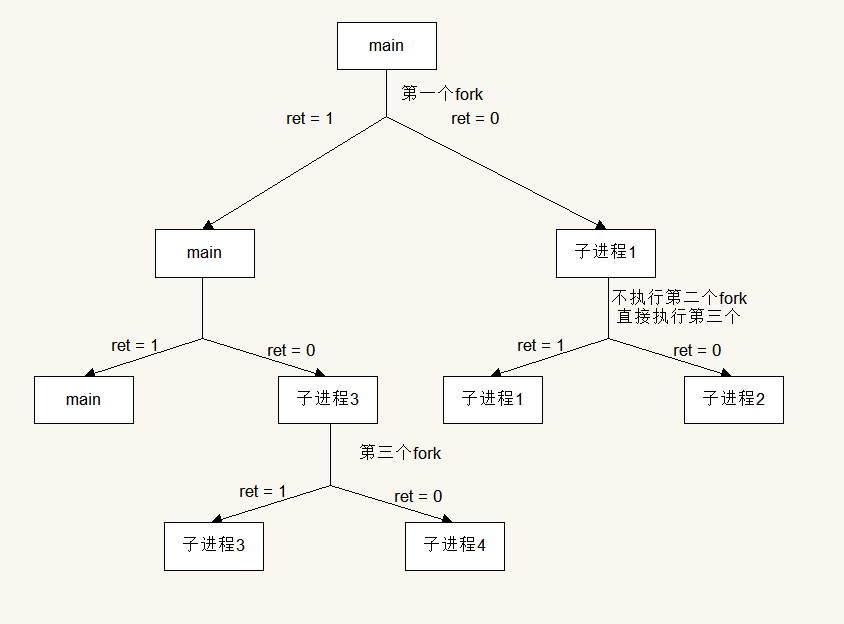 main
第一个fork
ret = 1
ret = 0
main
子进程1
不执行第二个fork
直接执行第三个
ret = 1
ret = 0
ret = 1
ret = 0
main
子进程3
子进程1
子进程2
第三个fork
ret = 1
ret = 0
子进程3
子进程4